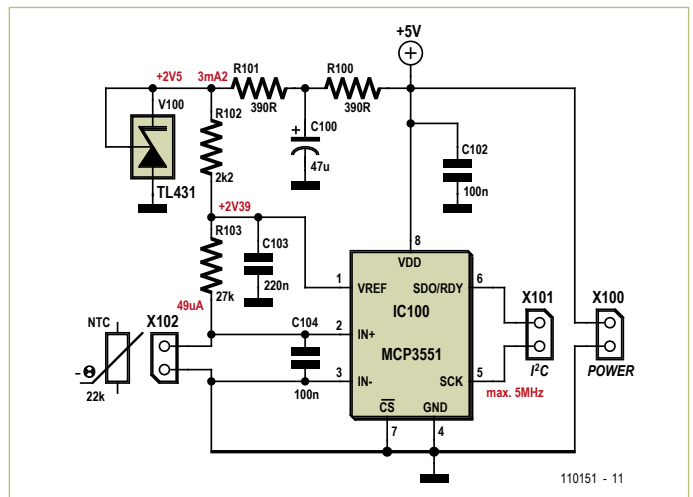 +5V
R101
R100
+2V5
3mA2
V100
390R
390R
R102
C100
+
47u
2k2
TL431
C102
100n
+2V39
R103
C103
220n
27k
8
VDD
1
VREF
SDO/RDY
6
X101
X100
49uA
NTC
X102
C104
IC100
2
IN+
MCP3551
I²C
POWER
3
IN-
SCK
5
max. 5MHz
22k
100n
CS
GND
7
4
110151 - 11